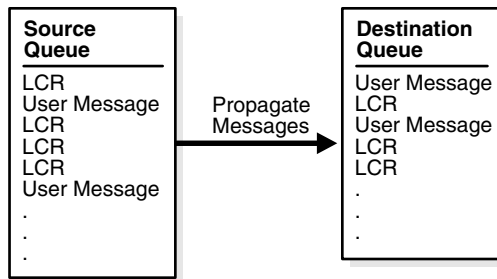 Source
Queue
LCR
User Message
LCR
LCR
LCR
User Message
.
.
.
Propagate
Messages
Destination
Queue
User Message
LCR
User Message
LCR
LCR
.
.
.